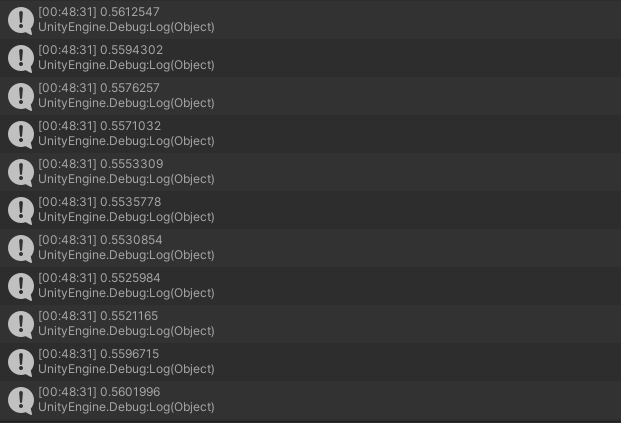 [00:48:31] 0.5612547
UnityEngine.Debug:Log(Object)
[00:48:31] 0.5594302
UnityEngine.Debug:Log(Object)
[00:48:31] 0.5576257
UnityEngine.Debug:Log(Object)
[00:48:31] 0.5571032
UnityEngine.Debug:Log(Object)
[00:48:31] 0.5553309
UnityEngine.Debug:Log(Object)
[00:48:31] 0.5535778
UnityEngine.Debug:Log(Object)
[00:48:31] 0.5530854
UnityEngine.Debug:Log(Object)
[00:48:31] 0.5525984
UnityEngine.Debug:Log(Object)
[00:48:31] 0.5521165
UnityEngine.Debug:Log(Object)
[00:48:31] 0.5596715
UnityEngine.Debug:Log(Object)
[00:48:31] 0.5601996
UnityEngine.Debug:Log(Object)